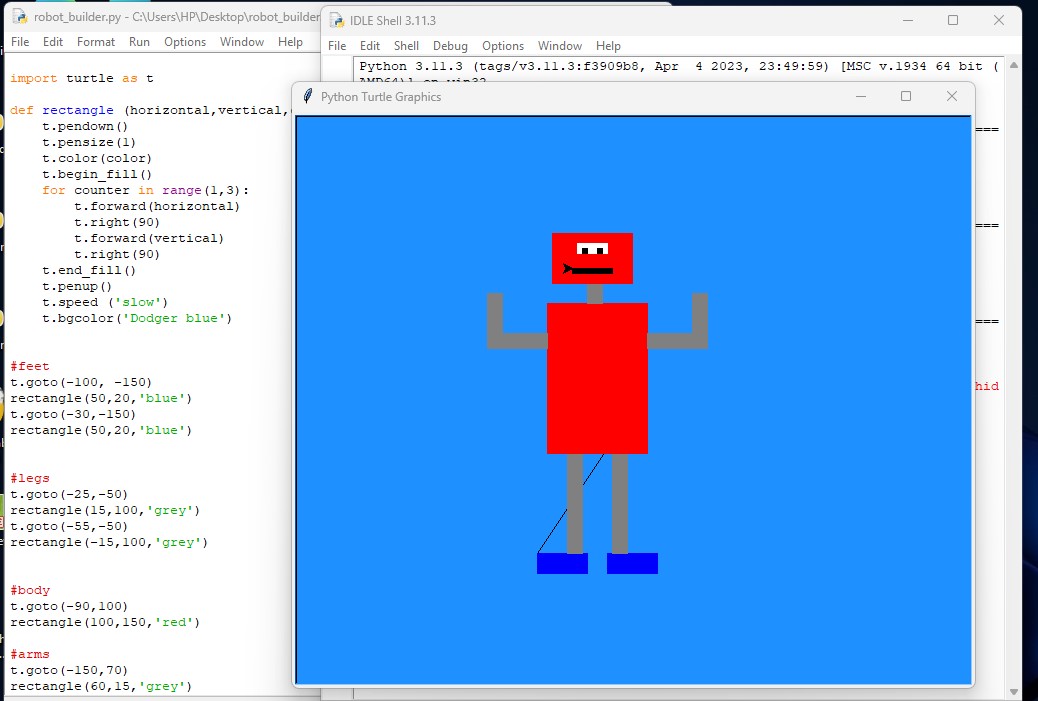 robot_builder.py - C:\Users\HP\Desktop\robot_builder
File Edit Format Run Options Window Help
import turtle as t
def rectangle (horizontal,vertical,
    t.pendown()
    t.pensize(1)
    t.color(color)
    t.begin_fill()
    for counter in range(1,3):
        t.forward(horizontal)
        t.right(90)
        t.forward(vertical)
        t.right(90)
    t.end_fill()
    t.penup()
    t.speed ('slow')
    t.bgcolor('Dodger blue')
#feet
t.goto(-100, -150)
rectangle(50,20,'blue')
t.goto(-30,-150)
rectangle(50,20,'blue')
#legs
t.goto(-25,-50)
rectangle(15,100,'grey')
t.goto(-55,-50)
rectangle(-15,100,'grey')
#body
t.goto(-90,100)
rectangle(100,150,'red')
#arms
t.goto(-150,70)
rectangle(60,15,'grey')
IDLE Shell 3.11.3
File Edit Shell Debug Options Window Help
Python 3.11.3 (tags/v3.11.3:f3909b8, Apr  4 2023, 23:49:59) [MSC v.1934 64 bit (
AMD64)] on win32
Python Turtle Graphics
===
===
===
hid